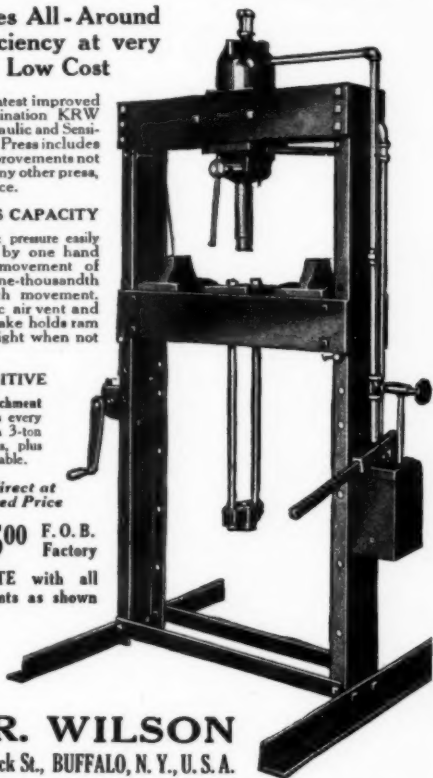 es All-Around
ciency at very
Low Cost
test improved
ination KRW
aulic and Sensi-
Press includes
provements not
ny other press,
ce.
S CAPACITY
pressure easily
by one hand
movement of
ne-thousandth
h movement.
c air vent and
ake holds ram
ight when not
ITIVE
chment
every
3-ton
s, plus
able.
irect at
ed Price
00 F.O.B.
Factory
TE with all
nts as shown
R. WILSON
ck St., BUFFALO, N. Y., U. S. A.